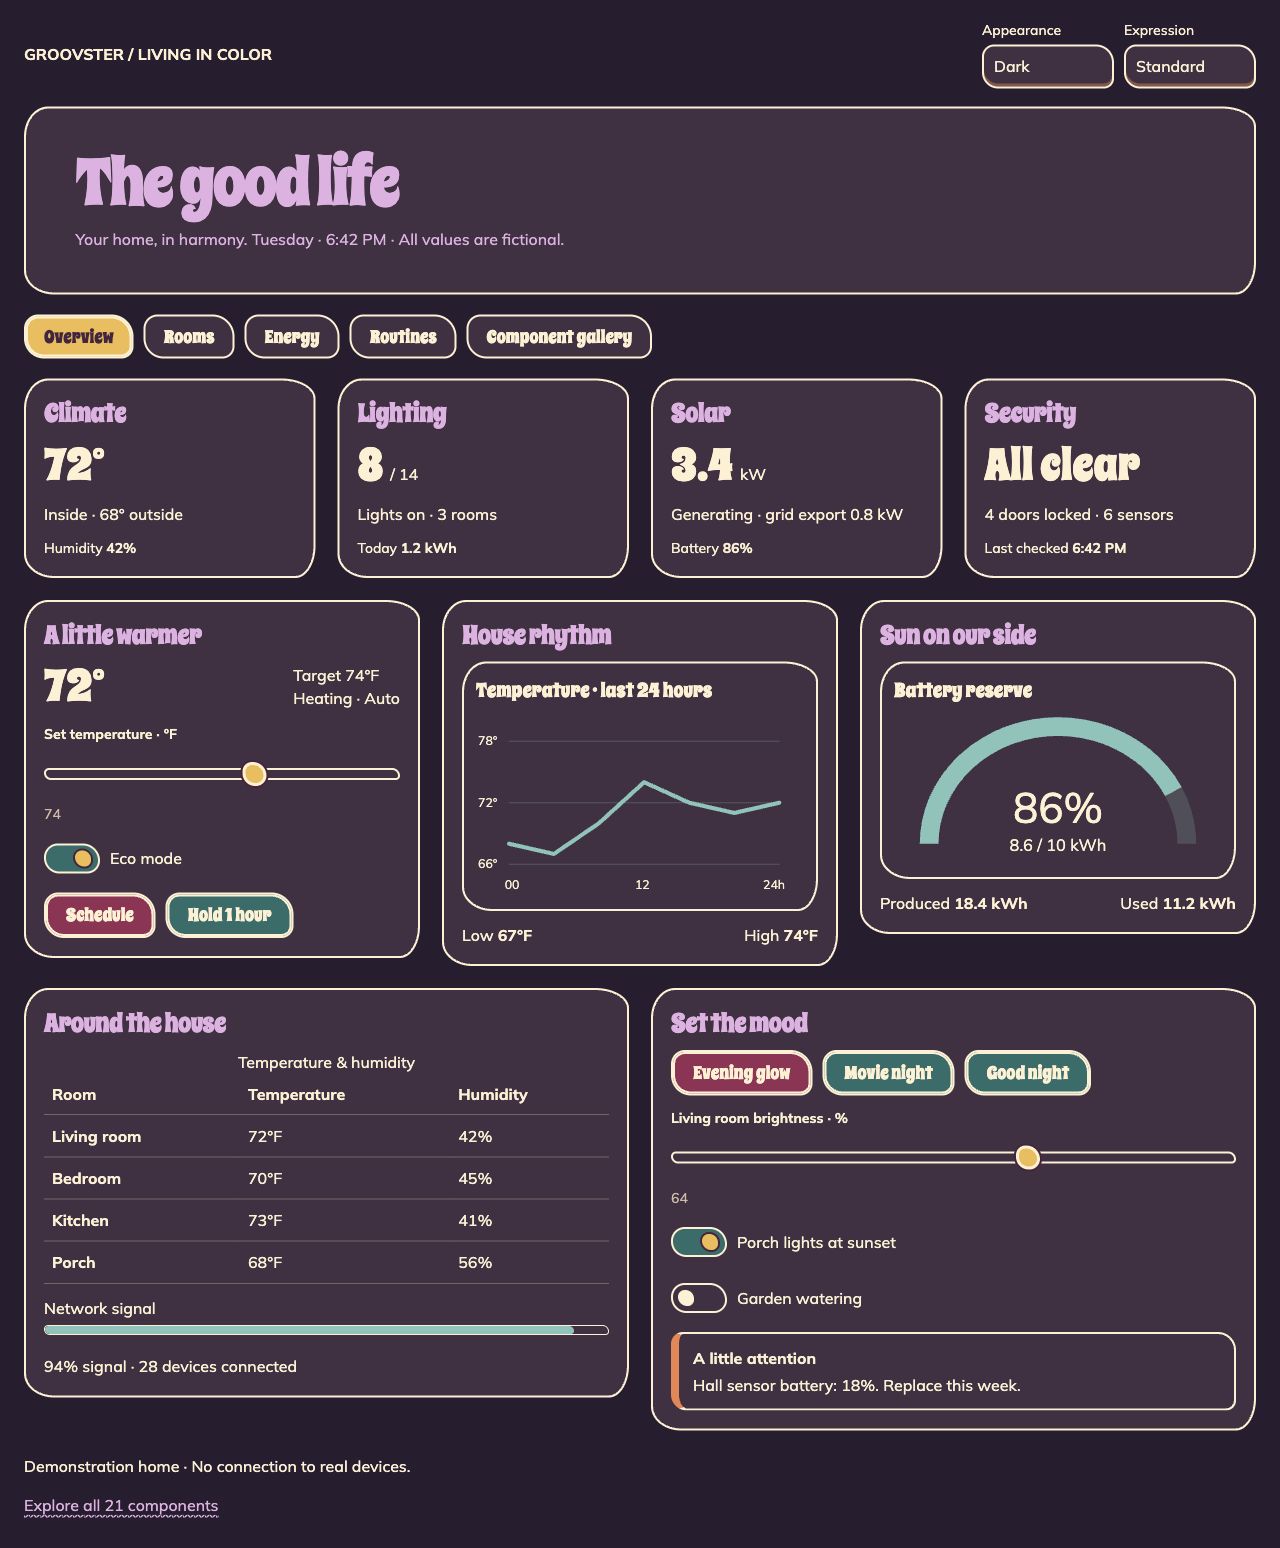 GROOVSTER / LIVING IN COLOR
Appearance
Dark
Expression
Standard
The good life
Your home, in harmony. Tuesday · 6:42 PM · All values are fictional.
Overview
Rooms
Energy
Routines
Component gallery
Climate
72°
Inside · 68° outside
Humidity 42%
Lighting
8 / 14
Lights on · 3 rooms
Today 1.2 kWh
Solar
3.4 kW
Generating · grid export 0.8 kW
Battery 86%
Security
All clear
4 doors locked · 6 sensors
Last checked 6:42 PM
A little warmer
72°
Target 74°F
Heating · Auto
Set temperature · °F
74
Eco mode
Schedule
Hold 1 hour
House rhythm
Temperature · last 24 hours
78°
72°
66°
00
12
24h
Low 67°F
High 74°F
Sun on our side
Battery reserve
86%
8.6 / 10 kWh
Produced 18.4 kWh
Used 11.2 kWh
Around the house
Temperature & humidity
Room Temperature Humidity
Living room 72°F 42%
Bedroom 70°F 45%
Kitchen 73°F 41%
Porch 68°F 56%
Network signal
94% signal · 28 devices connected
Set the mood
Evening glow
Movie night
Good night
Living room brightness · %
64
Porch lights at sunset
Garden watering
A little attention
Hall sensor battery: 18%. Replace this week.
Demonstration home · No connection to real devices.
Explore all 21 components